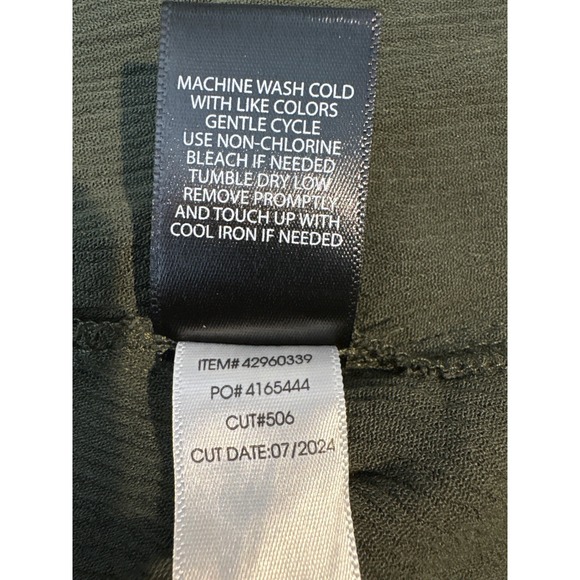 MACHINE WASH COLD
WITH LIKE COLORS
GENTLE CYCLE
USE NON-CHLORINE
BLEACH IF NEEDED
TUMBLE DRY LOW
REMOVE PROMPTLY
AND TOUCH UP WITH
COOL IRON IF NEEDED
ITEM# 42960339
PO# 4165444
CUT#506
CUT DATE:07/2024